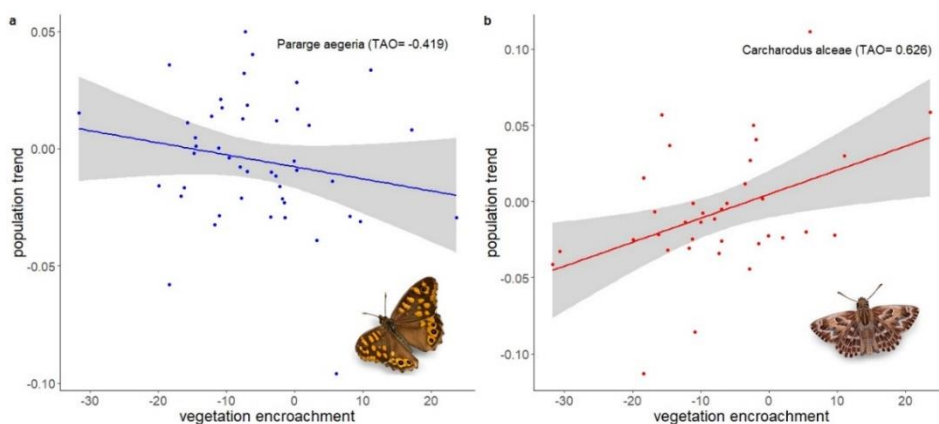 a
0.05
0.00
-0.05
-0.10
population trend
Pararge aegeria (TAO= -0.419)
-30
-20
-10
0
10
20
vegetation encroachment
b
0.10
0.05
0.00
-0.05
-0.10
population trend
Carcharodus alceae (TAO= 0.626)
-30
-20
-10
0
10
20
vegetation encroachment